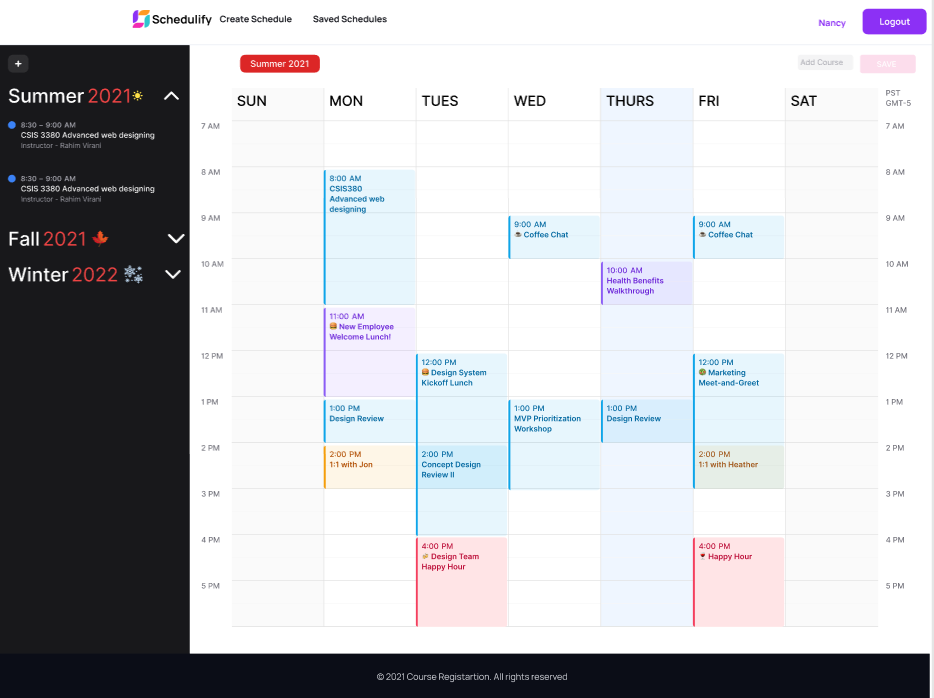 Schedulify Create Schedule Saved Schedules
Nancy Logout
+
Summer 2021
8:30 – 9:00 AM
CSIS 3380 Advanced web designing
Instructor - Rahim Virani
8:30 – 9:00 AM
CSIS 3380 Advanced web designing
Instructor - Rahim Virani
Fall 2021
Winter 2022
Summer 2021
Add Course SAVE
SUN MON TUES WED THURS FRI SAT
PST
GMT-5
7 AM 7 AM
8 AM 8 AM
9 AM 9 AM
10 AM 10 AM
11 AM 11 AM
12 PM 12 PM
1 PM 1 PM
2 PM 2 PM
3 PM 3 PM
4 PM 4 PM
5 PM 5 PM
8:00 AM
CSIS380
Advanced web
designing
11:00 AM
New Employee
Welcome Lunch!
1:00 PM
Design Review
2:00 PM
1:1 with Jon
12:00 PM
Design System
Kickoff Lunch
2:00 PM
Concept Design
Review II
4:00 PM
Design Team
Happy Hour
9:00 AM
Coffee Chat
1:00 PM
MVP Prioritization
Workshop
10:00 AM
Health Benefits
Walkthrough
1:00 PM
Design Review
9:00 AM
Coffee Chat
12:00 PM
Marketing
Meet-and-Greet
2:00 PM
1:1 with Heather
4:00 PM
Happy Hour
© 2021 Course Registartion. All rights reserved